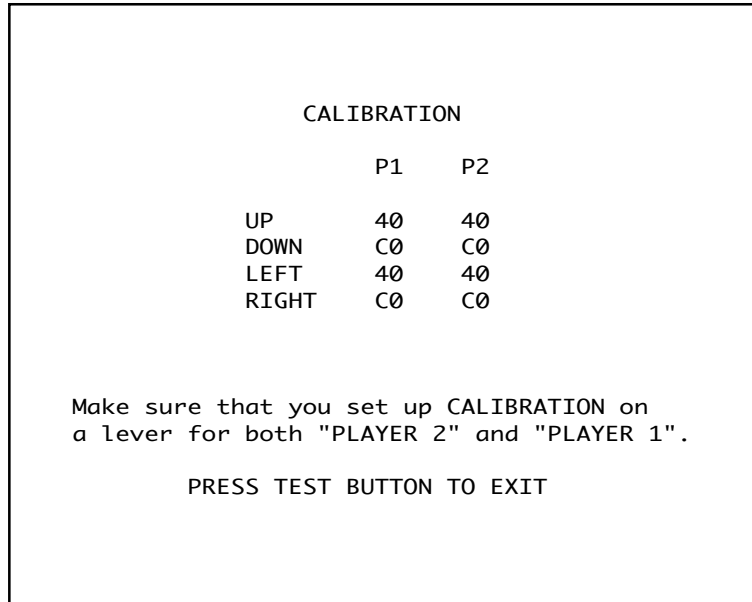 CALIBRATION
P1 P2
UP 40 40
DOWN C0 C0
LEFT 40 40
RIGHT C0 C0
Make sure that you set up CALIBRATION on
a lever for both "PLAYER 2" and "PLAYER 1".
PRESS TEST BUTTON TO EXIT